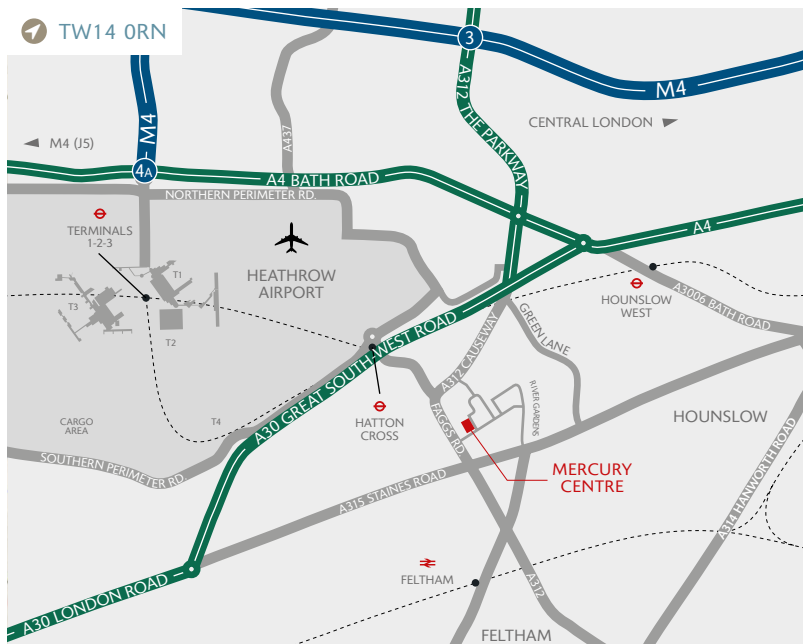 TW14 0RN
3
M4
M4
A312 THE PARKWAY
CENTRAL LONDON
M4 (J5)
A437
4A
A4 BATH ROAD
NORTHERN PERIMETER RD.
TERMINALS
1-2-3
A4
HEATHROW
AIRPORT
T1
T3
T2
HOUNSLOW
WEST
A3006 BATH ROAD
A30 GREAT SOUTH-WEST ROAD
GREEN LANE
A312 CAUSEWAY
RIVER GARDENS
FAGGS RD
HATTON
CROSS
CARGO
AREA
T4
HOUNSLOW
SOUTHERN PERIMETER RD.
MERCURY
CENTRE
A315 STAINES ROAD
A314 HANWORTH ROAD
FELTHAM
A312
A30 LONDON ROAD
FELTHAM